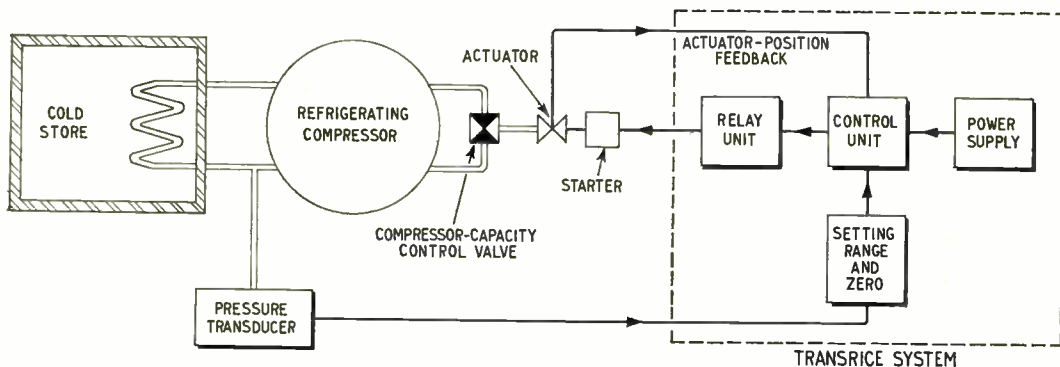 COLD
STORE
REFRIGERATING
COMPRESSOR
ACTUATOR
ACTUATOR-POSITION
FEEDBACK
RELAY
UNIT
CONTROL
UNIT
POWER
SUPPLY
STARTER
COMPRESSOR-CAPACITY
CONTROL VALVE
SETTING
RANGE
AND
ZERO
PRESSURE
TRANSDUCER
TRANSRICE SYSTEM